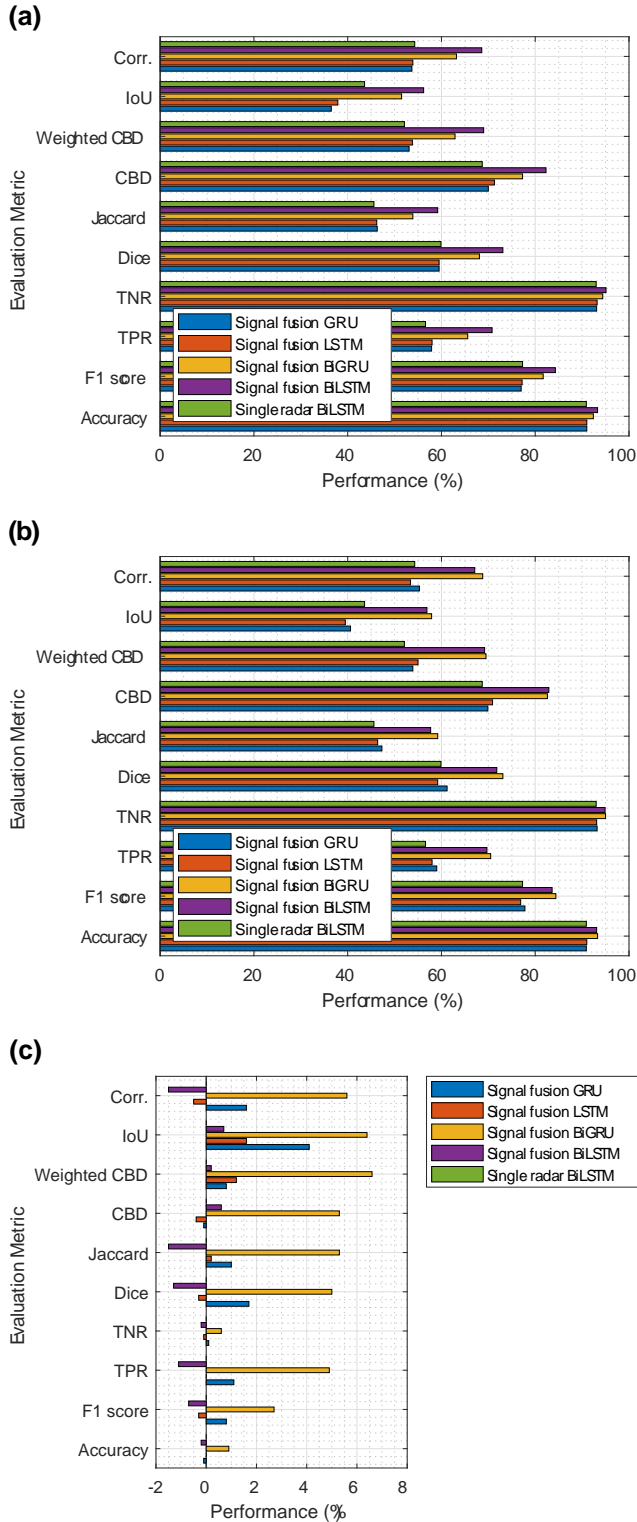 (a)
Evaluation Metric
Corr.
IoU
Weighted CBD
CBD
Jaccard
Dice
TNR
TPR
F1 score
Accuracy
Signal fusion GRU
Signal fusion LSTM
Signal fusion BiGRU
Signal fusion BiLSTM
Single radar BiLSTM
0 20 40 60 80 100
Performance (%)
(b)
Evaluation Metric
Corr.
IoU
Weighted CBD
CBD
Jaccard
Dice
TNR
TPR
F1 score
Accuracy
Signal fusion GRU
Signal fusion LSTM
Signal fusion BiGRU
Signal fusion BiLSTM
Single radar BiLSTM
0 20 40 60 80 100
Performance (%)
(c)
Evaluation Metric
Corr.
IoU
Weighted CBD
CBD
Jaccard
Dice
TNR
TPR
F1 score
Accuracy
-2 0 2 4 6 8
Performance (%)
Signal fusion GRU
Signal fusion LSTM
Signal fusion BiGRU
Signal fusion BiLSTM
Single radar BiLSTM